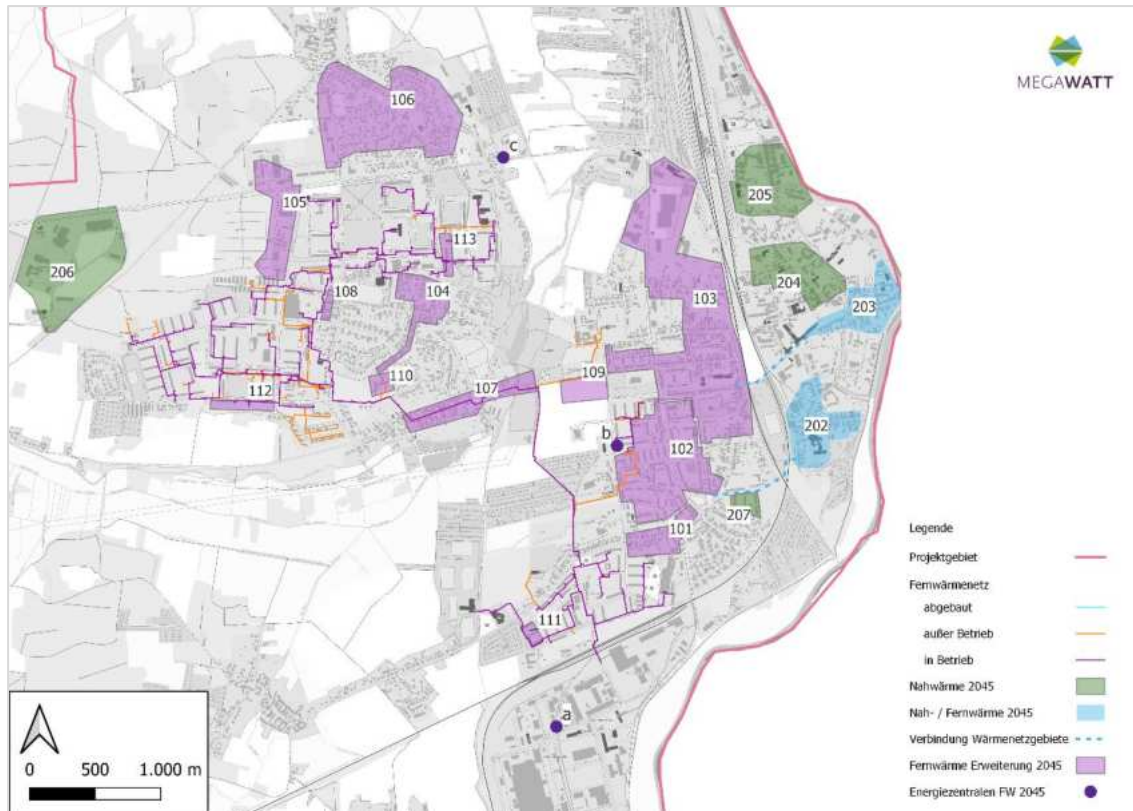 MEGAWATT
106
c
105
205
113
206
204
104
103
203
108
110
109
107
112
b
202
102
207
101
111
a
Legende
Projektgebiet
Fernwärmenetz
abgebaut
außer Betrieb
in Betrieb
Nahwärme 2045
Nah- / Fernwärme 2045
Verbindung Wärmenetzgebiete
Fernwärme Erweiterung 2045
Energiezentralen FW 2045
0 500 1.000 m